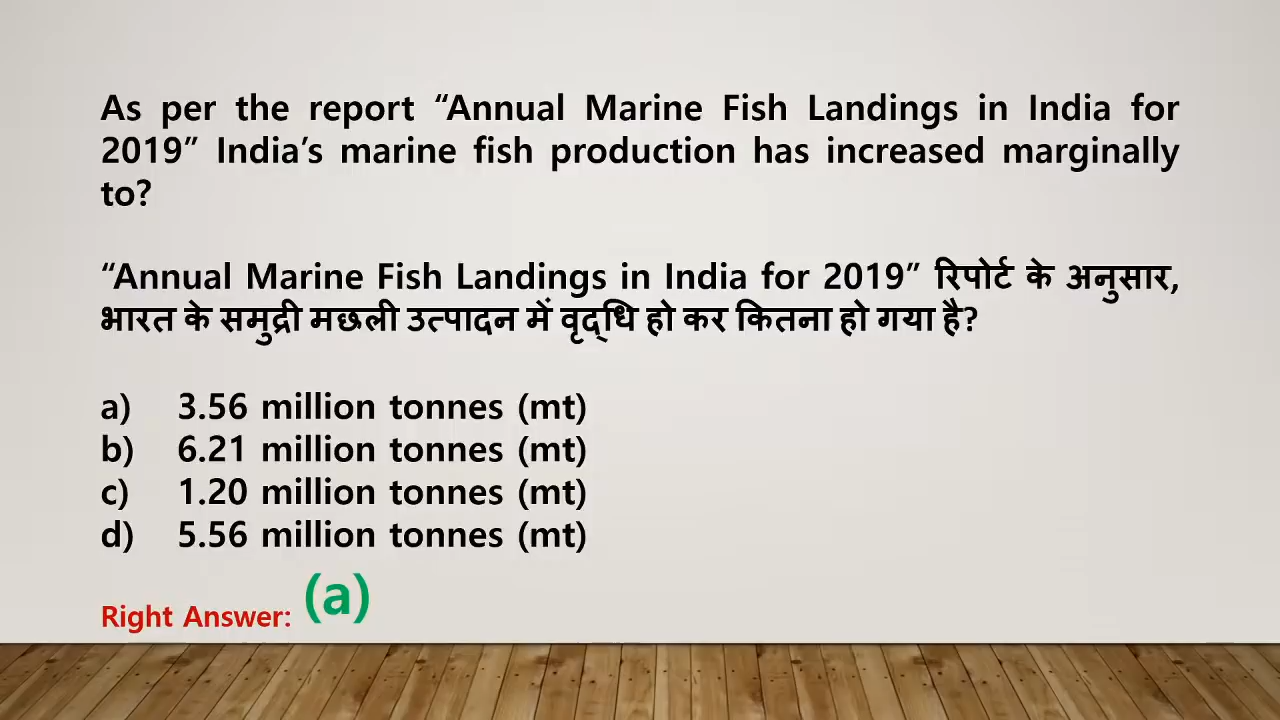 As per the report “Annual Marine Fish Landings in India for
2019” India’s marine fish production has increased marginally
to?
“Annual Marine Fish Landings in India for 2019” रिपोर्ट के अनुसार,
भारत के समुद्री मछली उत्पादन में वृद्धि हो कर कितना हो गया है?
a) 3.56 million tonnes (mt)
b) 6.21 million tonnes (mt)
c) 1.20 million tonnes (mt)
d) 5.56 million tonnes (mt)
Right Answer: (a)